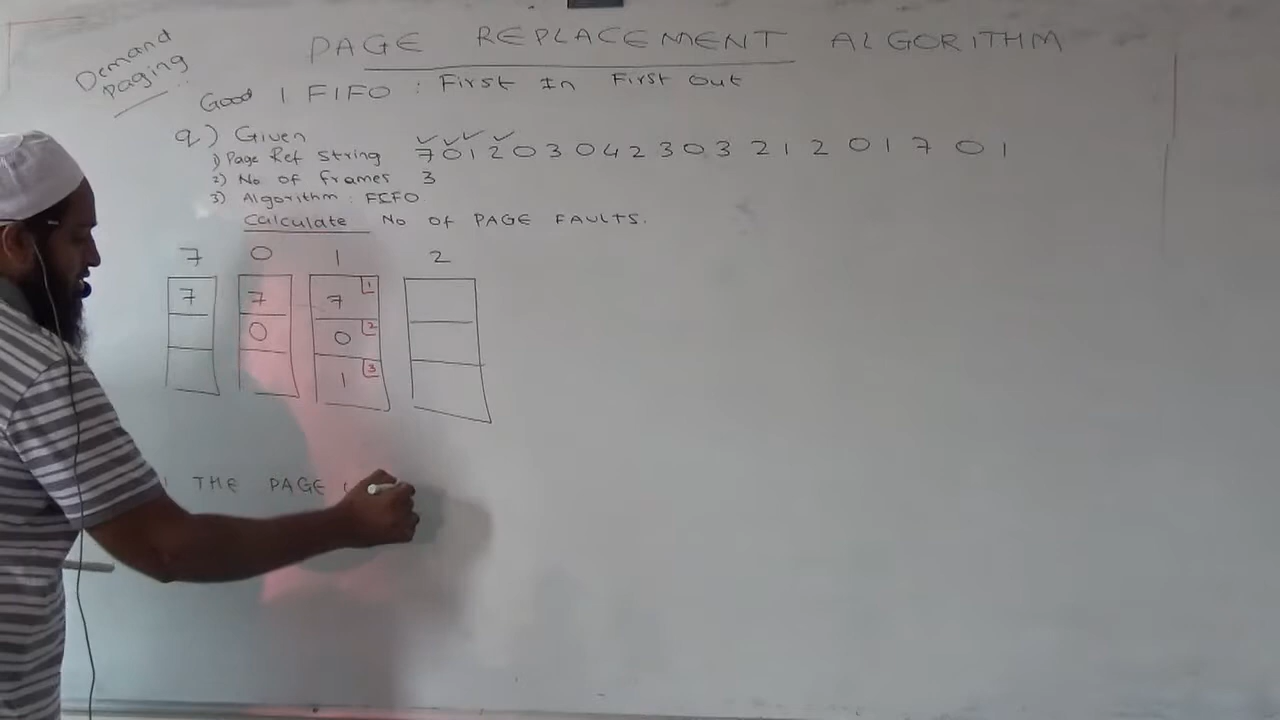 Demand
Paging
PAGE REPLACEMENT ALGORITHM
Good | FIFO : First In First Out
q) Given
1) Page Ref String 7 0 1 2 0 3 0 4 2 3 0 3 2 1 2 0 1 7 0 1
2) No of frames 3
3) Algorithm : FIFO
Calculate No of PAGE FAULTS.
7 0 1 2
7 7 7 1
0 0 2
1 3
THE PAGE